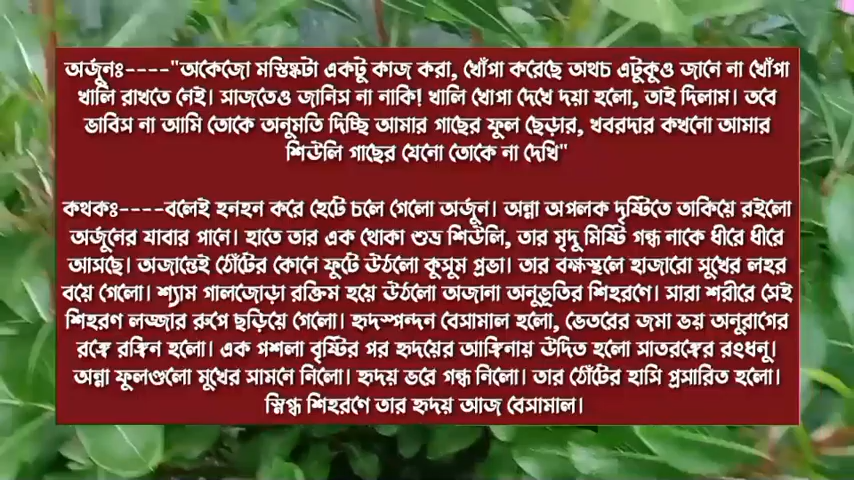 অর্জুনঃ----"অকেজো মস্তিষ্কটা একটু কাজ করা, খোঁপা করেছে অথচ এটুকুও জানে না খোঁপা
খালি রাখতে নেই। সাজতেও জানিস না নাকি! খালি খোপা দেখে দয়া হলো, তাই দিলাম। তবে
ভাবিস না আমি তোকে অনুমতি দিচ্ছি আমার গাছের ফুল ছেড়ার, খবরদার কখনো আমার
শিউলি গাছের যেনো তোকে না দেখি"
কথকঃ----বলেই হনহন করে হেটে চলে গেলো অর্জুন। অন্না অপলক দৃষ্টিতে তাকিয়ে রইলো
অর্জুনের যাবার পানে। হাতে তার এক থোকা শুভ্র শিউলি, তার মৃদু মিষ্টি গন্ধ নাকে ধীরে ধীরে
আসছে। অজান্তেই ঠোঁটের কোনে ফুটে উঠলো কুসুম প্রভা। তার বক্ষস্থলে হাজারো সুখের লহর
বয়ে গেলো। শ্যাম গালজোড়া রক্তিম হয়ে উঠলো অজানা অনুভূতির শিহরণে। সারা শরীরে সেই
শিহরণ লজ্জার রুপে ছড়িয়ে গেলো। হৃদস্পন্দন বেসামাল হলো, ভেতরের জমা ভয় অনুরাগের
রঙ্গে রঙ্গিন হলো। এক পশলা বৃষ্টির পর হৃদয়ের আঙ্গিনায় উদিত হলো সাতরঙ্গের রংধনু।
অন্না ফুলগুলো মুখের সামনে নিলো। হৃদয় ভরে গন্ধ নিলো। তার ঠোঁটের হাসি প্রসারিত হলো।
স্নিগ্ধ শিহরণে তার হৃদয় আজ বেসামাল।